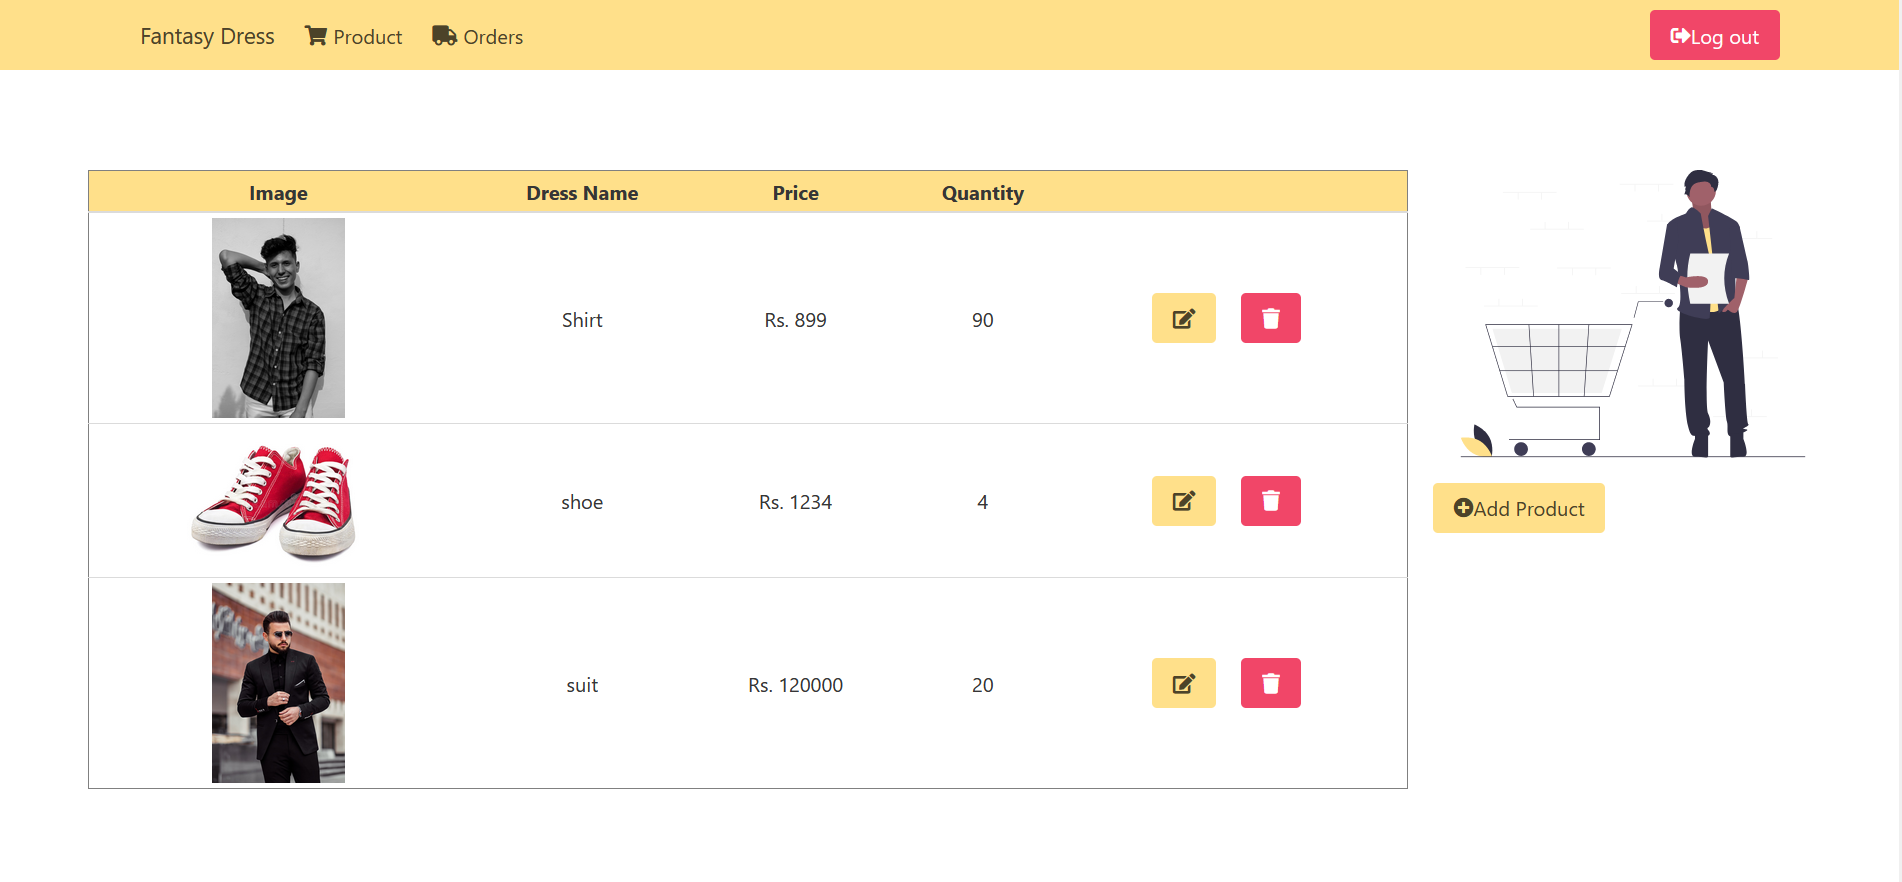 Fantasy Dress Product Orders Log out
Image Dress Name Price Quantity
Shirt Rs. 899 90
shoe Rs. 1234 4
Add Product
suit Rs. 120000 20